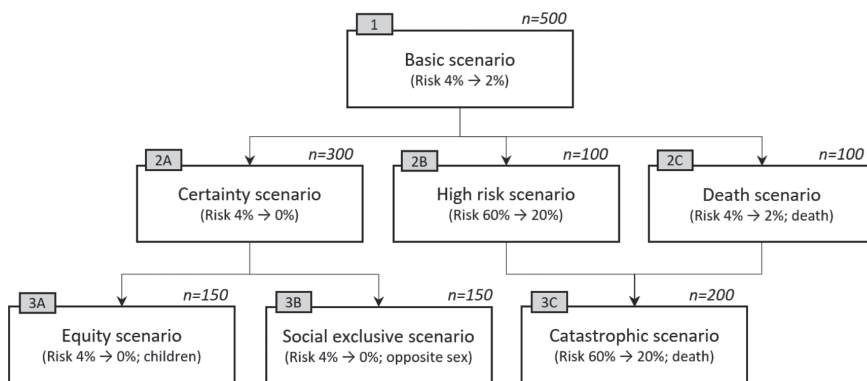 1
n=500
Basic scenario
(Risk 4% → 2%)
2A
n=300
Certainty scenario
(Risk 4% → 0%)
2B
n=100
High risk scenario
(Risk 60% → 20%)
2C
n=100
Death scenario
(Risk 4% → 2%; death)
3A
n=150
Equity scenario
(Risk 4% → 0%; children)
3B
n=150
Social exclusive scenario
(Risk 4% → 0%; opposite sex)
3C
n=200
Catastrophic scenario
(Risk 60% → 20%; death)